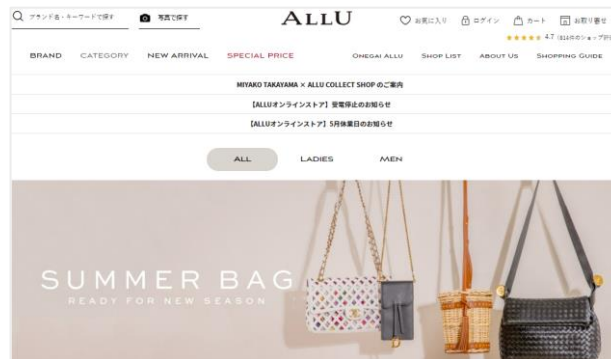 ブランド名・キーワードで探す 写真で探す ALLU お気に入り ログイン カート お取り寄せ
★★★★★ 4.7
BRAND CATEGORY NEW ARRIVAL SPECIAL PRICE ONEGAI ALLU SHOP LIST ABOUT US SHOPPING GUIDE
MIYAKO TAKAYAMA × ALLU COLLECT SHOP のご案内
【ALLUオンラインストア】受電停止のお知らせ
【ALLUオンラインストア】5月休業日のお知らせ
ALL LADIES MEN
SUMMER BAG
READY FOR NEW SEASON